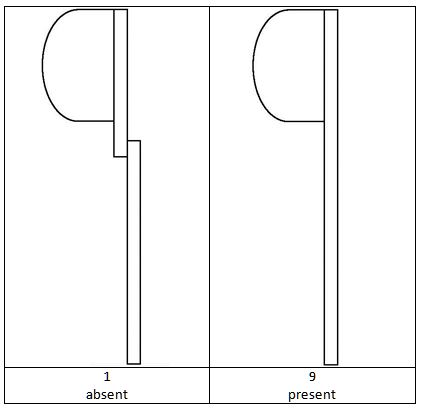 1
absent
9
present